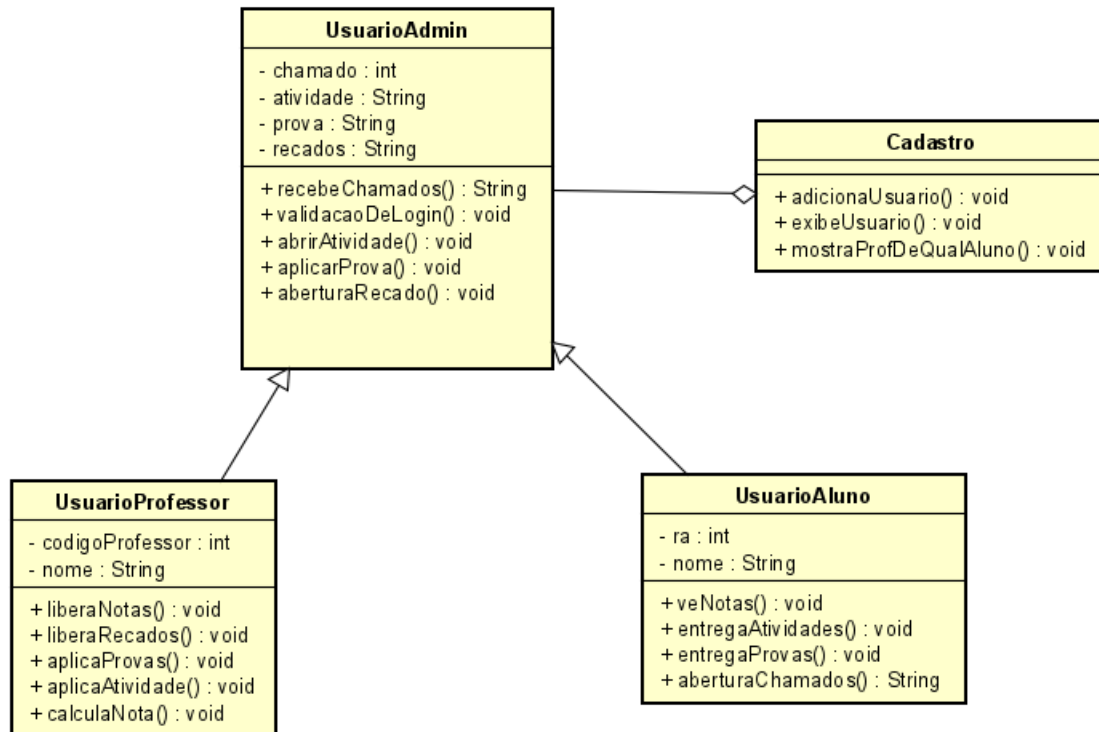 UsuarioAdmin
- chamado : int
- atividade : String
- prova : String
- recados : String
+ recebeChamados() : String
+ validacaoDeLogin() : void
+ abrirAtividade() : void
+ aplicarProva() : void
+ aberturaRecado() : void
Cadastro
+ adicionaUsuario() : void
+ exibeUsuario() : void
+ mostraProfDeQualAluno() : void
UsuarioProfessor
- codigoProfessor : int
- nome : String
+ liberaNotas() : void
+ liberaRecados() : void
+ aplicaProvas() : void
+ aplicaAtividade() : void
+ calculaNota() : void
UsuarioAluno
- ra : int
- nome : String
+ veNotas() : void
+ entregaAtividades() : void
+ entregaProvas() : void
+ aberturaChamados() : String